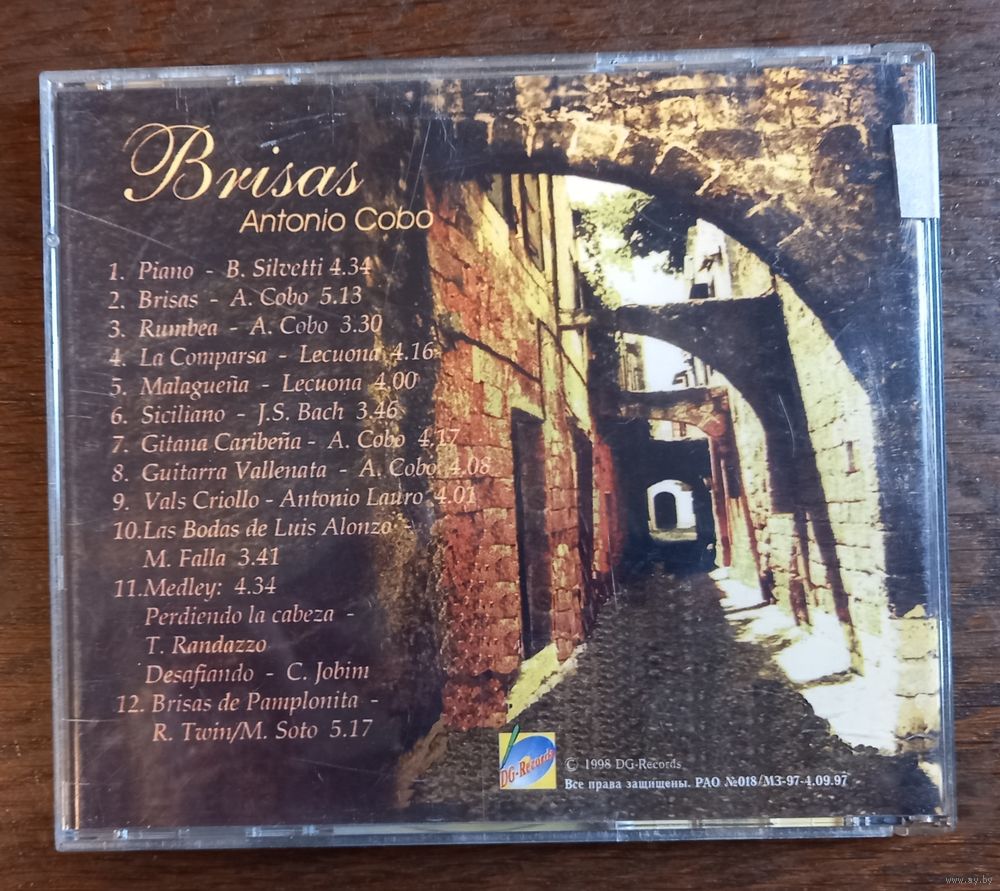 Brisas
Antonio Cobo
1. Piano - B. Silvetti 4.34
2. Brisas - A. Cobo 5.13
3. Rumbea - A. Cobo 3.30
4. La Comparsa - Lecuona 4.16
5. Malagueña - Lecuona 4.00
6. Siciliano - J.S. Bach 3.46
7. Gitana Caribeña - A. Cobo 4.17
8. Guitarra Vallenata - A. Cobo 4.08
9. Vals Criollo - Antonio Lauro 4.01
10. Las Bodas de Luis Alonzo -
M. Falla 3.41
11. Medley: 4.34
Perdiendo la cabeza -
T. Randazzo
Desafiando - C. Jobim
12. Brisas de Pamplonita -
R. Twin/M. Soto 5.17
DG-Records
© 1998 DG-Records
Все права защищены. РАО №018/МЗ-97-4.09.97
www.ay.by